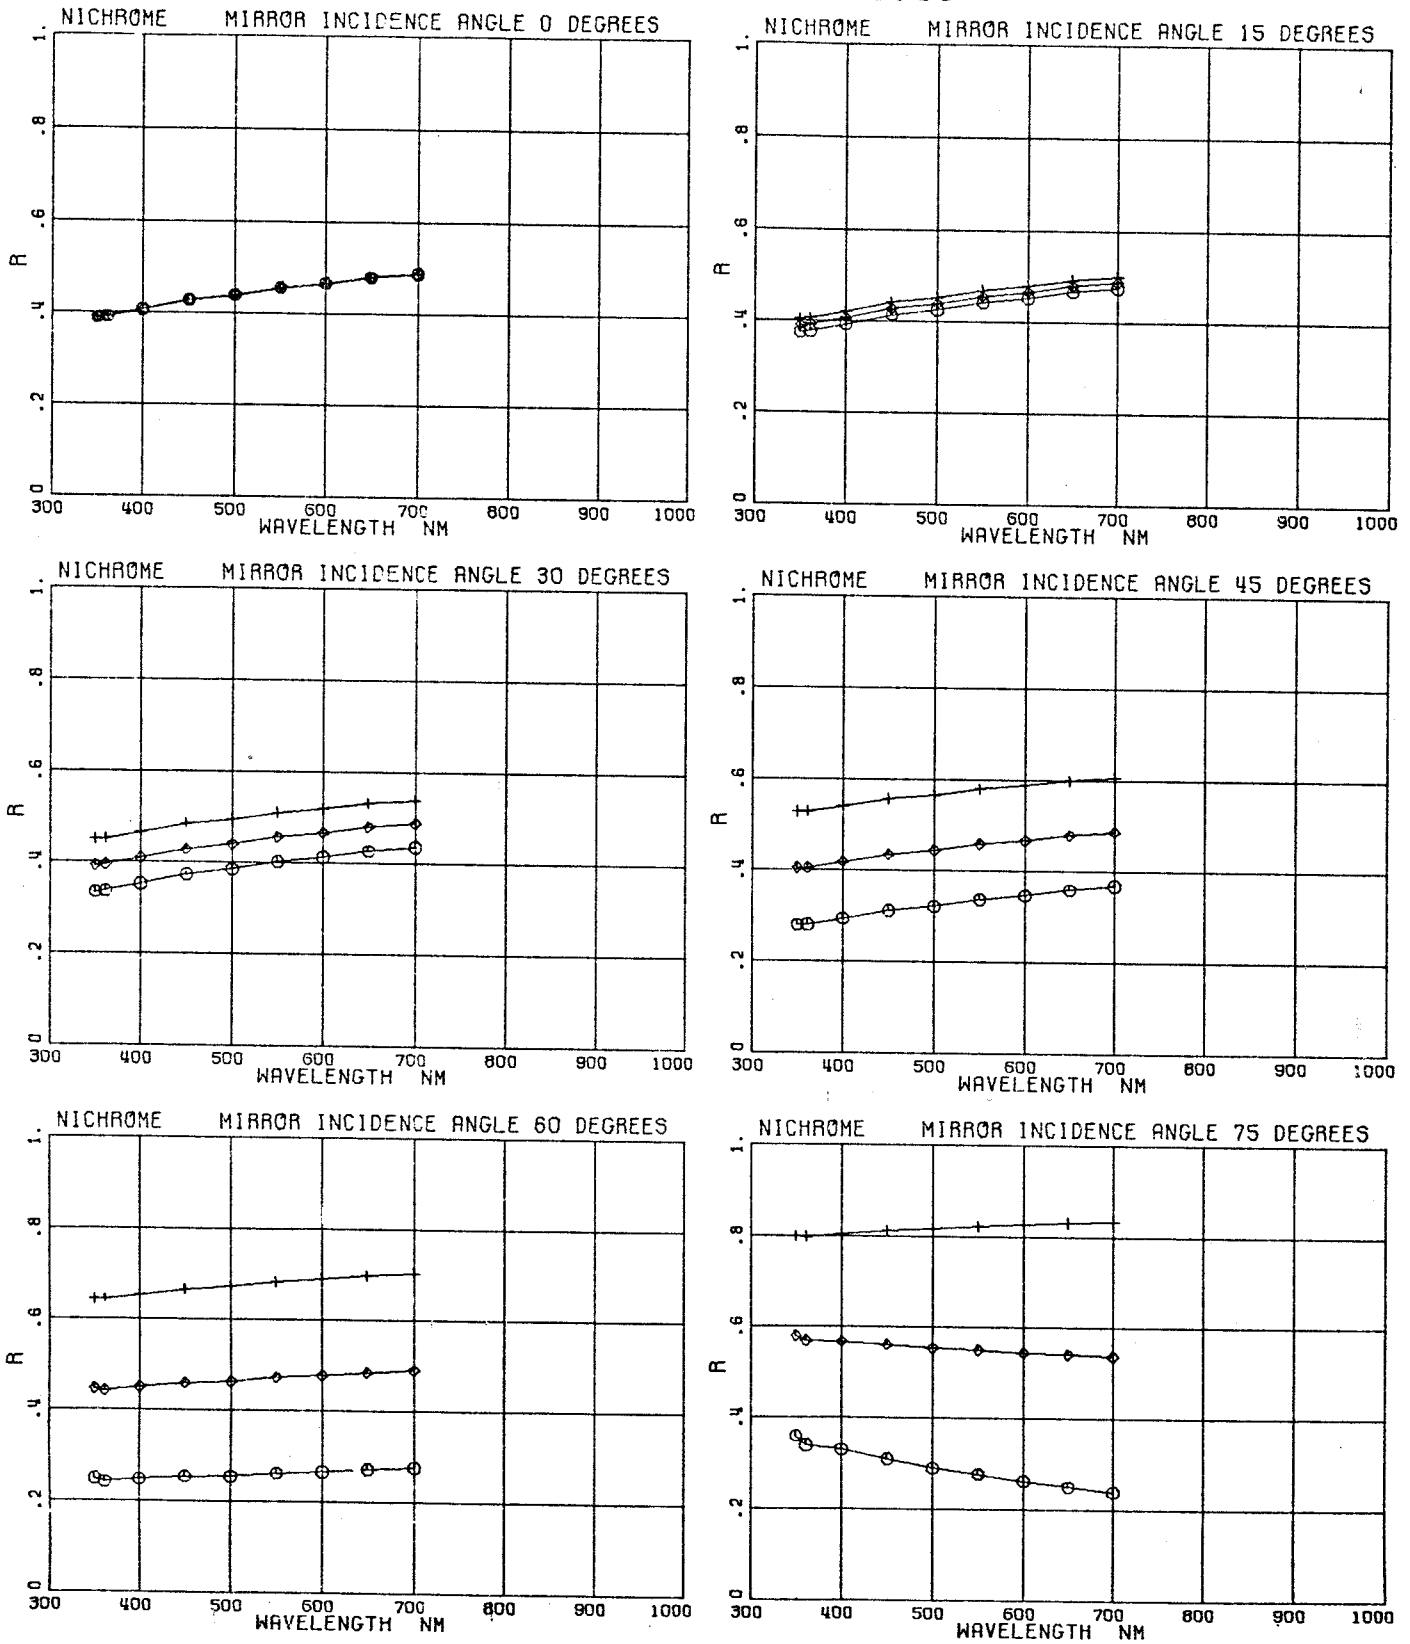 NICHROME MIRROR INCIDENCE ANGLE 0 DEGREES
1.
.8
.6
R
.4
.2
0
300 400 500 600 700 800 900 1000
WAVELENGTH NM
NICHROME MIRROR INCIDENCE ANGLE 15 DEGREES
1.
.8
.6
R
.4
.2
0
300 400 500 600 700 800 900 1000
WAVELENGTH NM
NICHROME MIRROR INCIDENCE ANGLE 30 DEGREES
1.
.8
.6
R
.4
.2
0
300 400 500 600 700 800 900 1000
WAVELENGTH NM
NICHROME MIRROR INCIDENCE ANGLE 45 DEGREES
1.
.8
.6
R
.4
.2
0
300 400 500 600 700 800 900 1000
WAVELENGTH NM
NICHROME MIRROR INCIDENCE ANGLE 60 DEGREES
1.
.8
.6
R
.4
.2
0
300 400 500 600 700 800 900 1000
WAVELENGTH NM
NICHROME MIRROR INCIDENCE ANGLE 75 DEGREES
1.
.8
.6
R
.4
.2
0
300 400 500 600 700 800 900 1000
WAVELENGTH NM